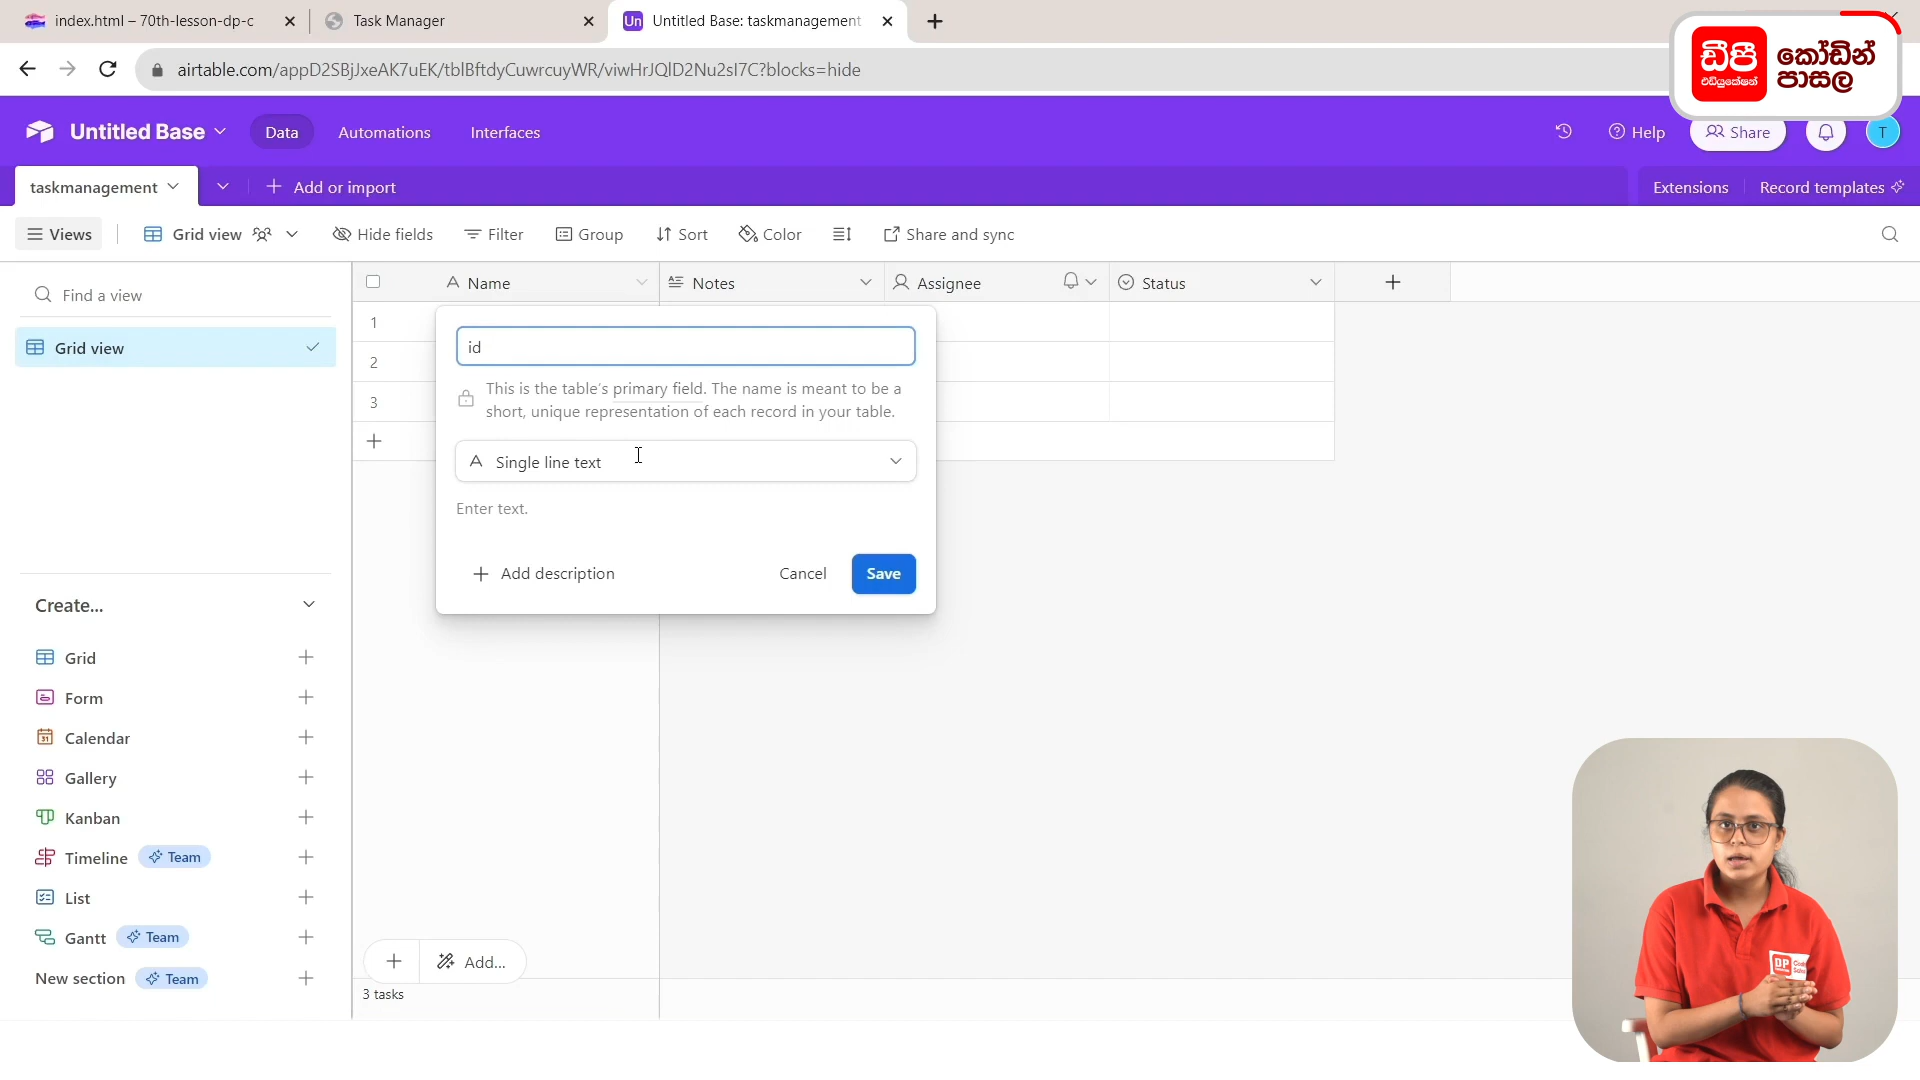 index.html – 70th-lesson-dp-c
Task Manager
Un
Untitled Base: taskmanagement
airtable.com/appD2SBjJxeAK7uEK/tblBftdyCuwrcuyWR/viwHrJQlD2Nu2sI7C?blocks=hide
ඩීපී
එඩියුකේෂන්
කෝඩින්
පාසල
Untitled Base
Data
Automations
Interfaces
Help
Share
T
taskmanagement
Add or import
Extensions
Record templates
Views
Grid view
Hide fields
Filter
Group
Sort
Color
Share and sync
Find a view
Name
Notes
Assignee
Status
Grid view
1
2
3
id
This is the table's primary field. The name is meant to be a
short, unique representation of each record in your table.
Single line text
Enter text.
Add description
Cancel
Save
Create...
Grid
Form
Calendar
Gallery
Kanban
Timeline
Team
List
Gantt
Team
New section
Team
Add...
3 tasks
DP